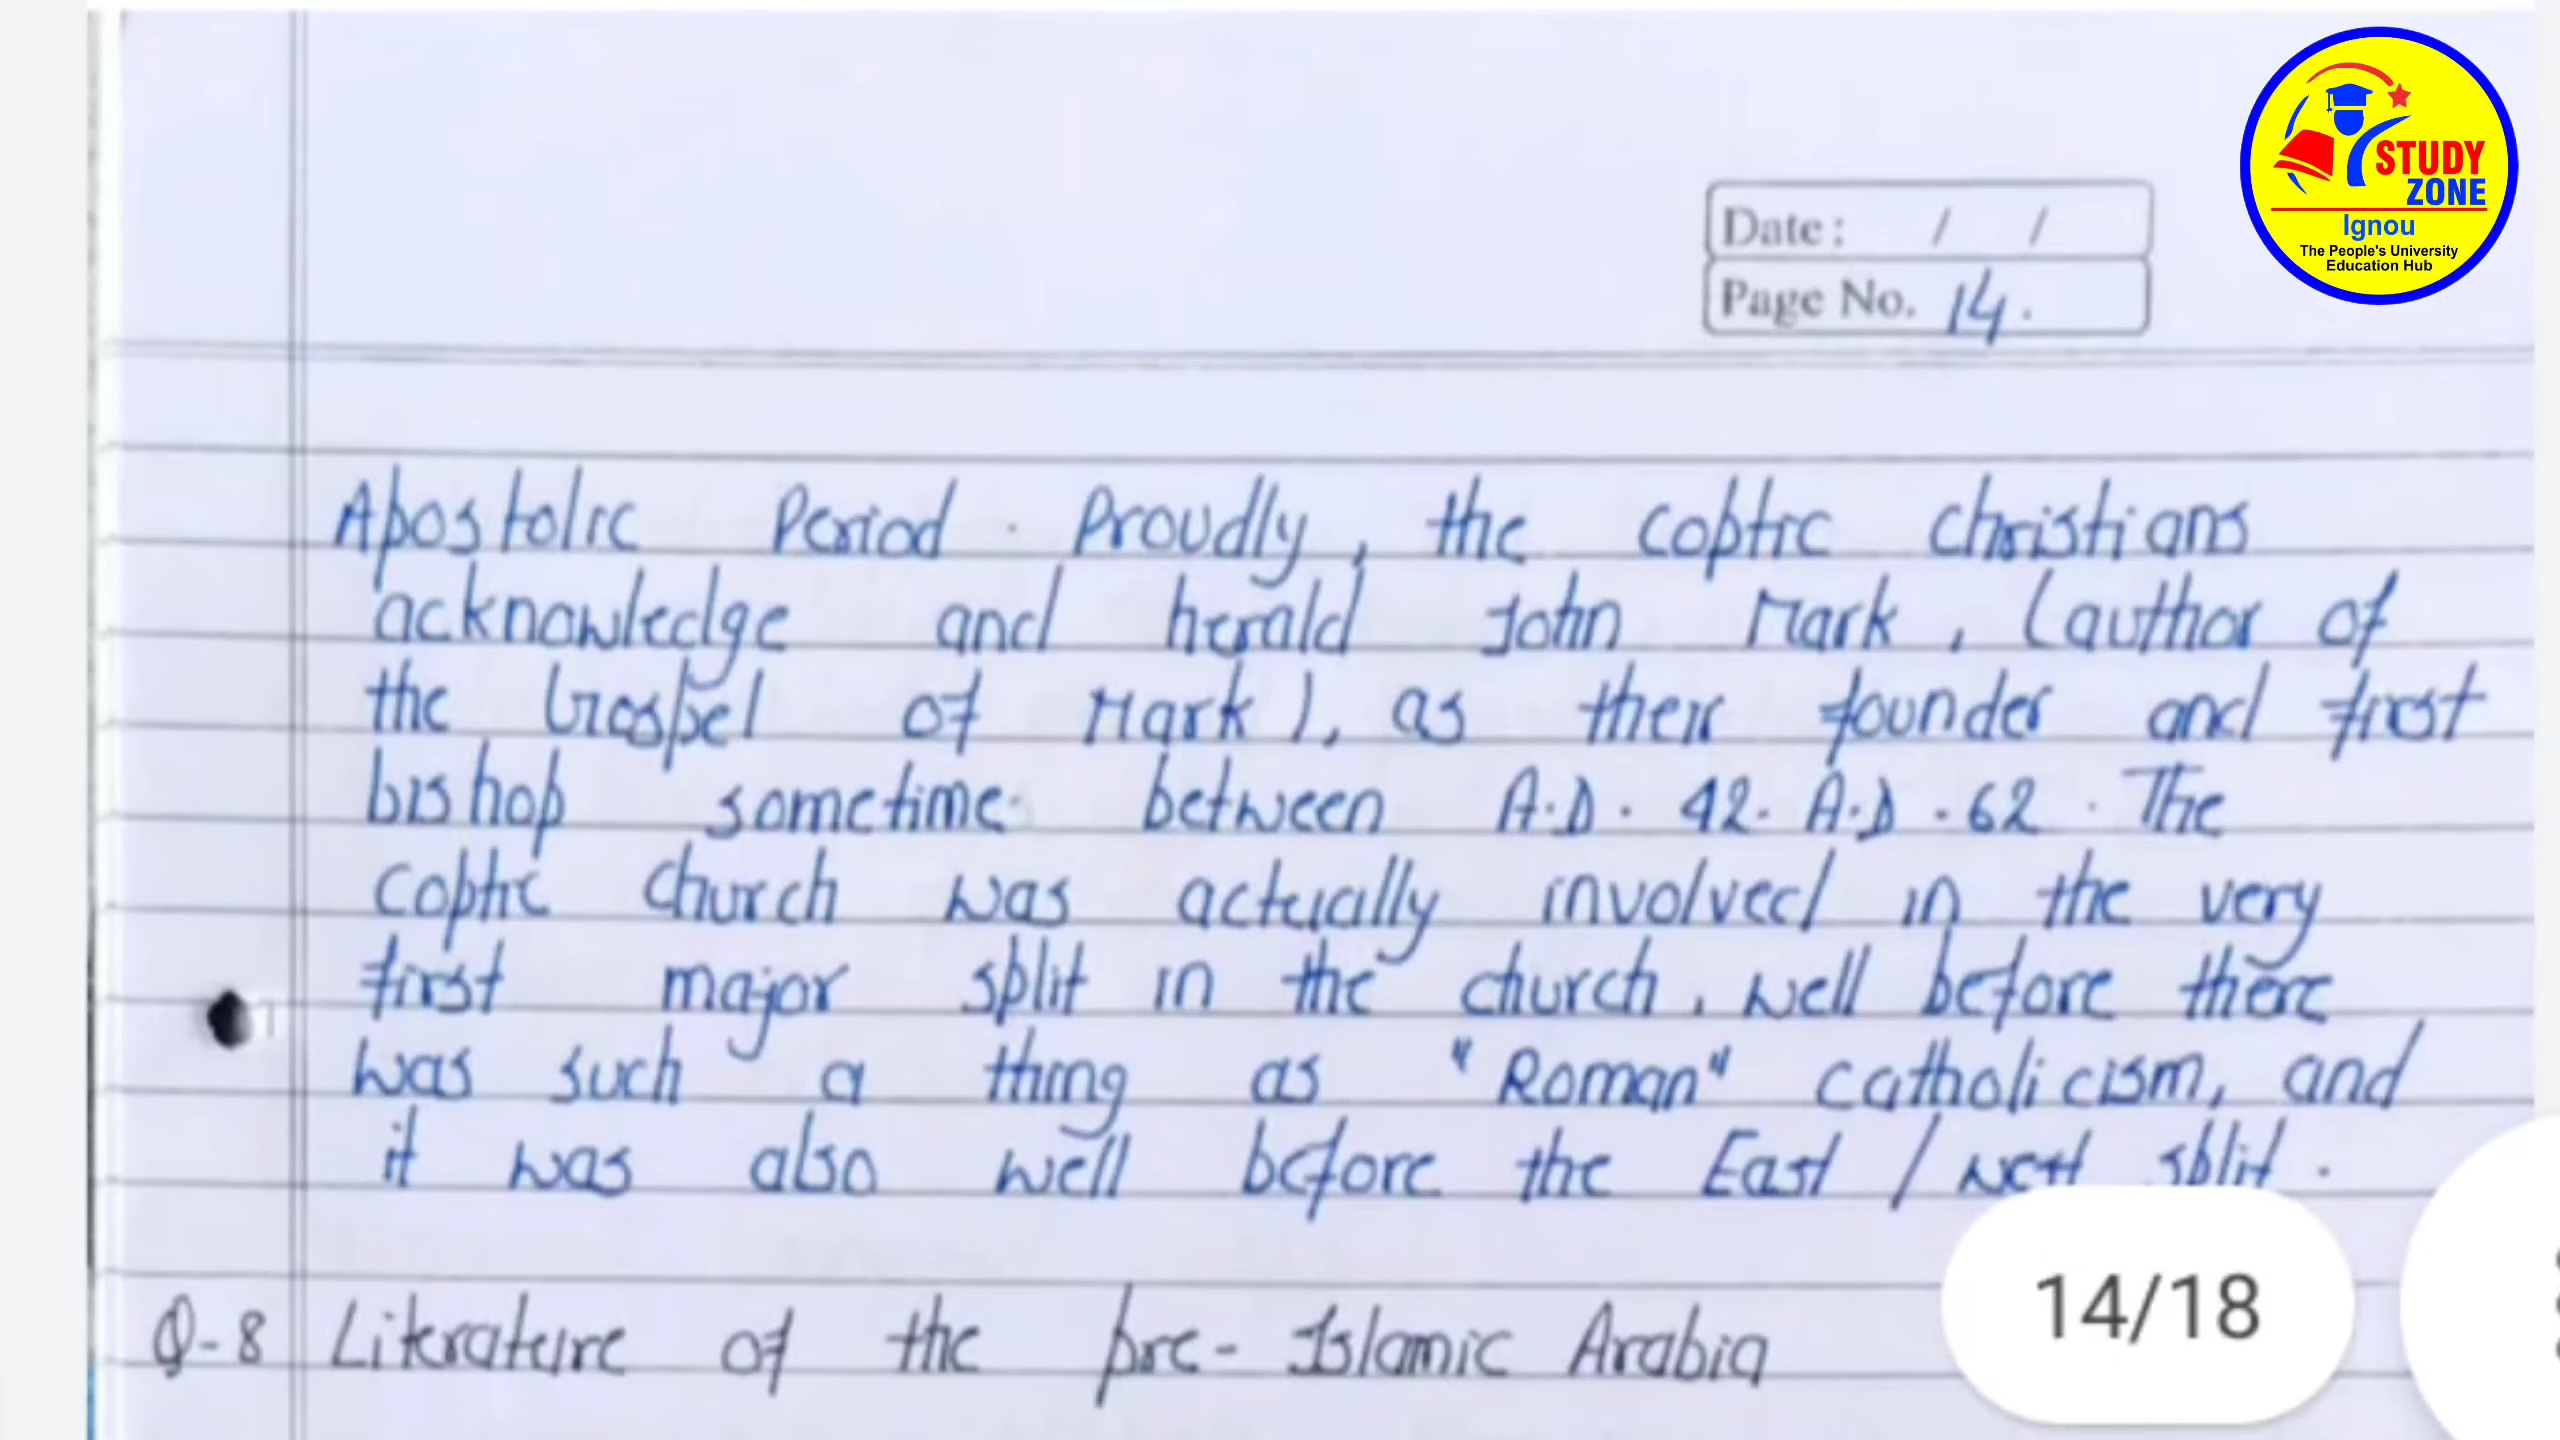 STUDY
ZONE
Ignou
The People's University
Education Hub
Date: / /
Page No. 14.
Apostolic Period. Proudly, the coptic christians
acknowledge and herald John Mark, (author of
the Gospel of Mark), as their founder and first
bishop sometime between A.D. 42. A.D. 62. The
coptic church was actually involved in the very
first major split in the church, well before there
was such a thing as "Roman" catholicism, and
it was also well before the East / West split.
Q-8 Literature of the pre-Islamic Arabia
14/18